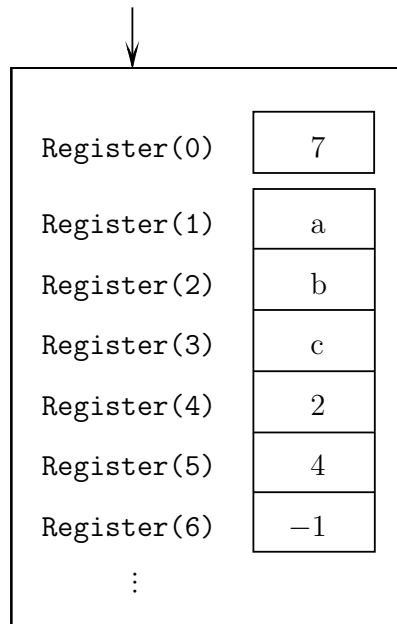 Register(0) 7
Register(1) a
Register(2) b
Register(3) c
Register(4) 2
Register(5) 4
Register(6) −1
⋮